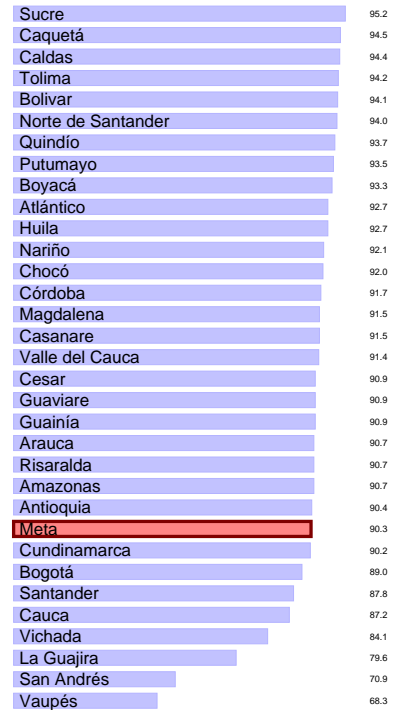 Sucre 95.2
Caquetá 94.5
Caldas 94.4
Tolima 94.2
Bolivar 94.1
Norte de Santander 94.0
Quindío 93.7
Putumayo 93.5
Boyacá 93.3
Atlántico 92.7
Huila 92.7
Nariño 92.1
Chocó 92.0
Córdoba 91.7
Magdalena 91.5
Casanare 91.5
Valle del Cauca 91.4
Cesar 90.9
Guaviare 90.9
Guainía 90.9
Arauca 90.7
Risaralda 90.7
Amazonas 90.7
Antioquia 90.4
Meta 90.3
Cundinamarca 90.2
Bogotá 89.0
Santander 87.8
Cauca 87.2
Vichada 84.1
La Guajira 79.6
San Andrés 70.9
Vaupés 68.3